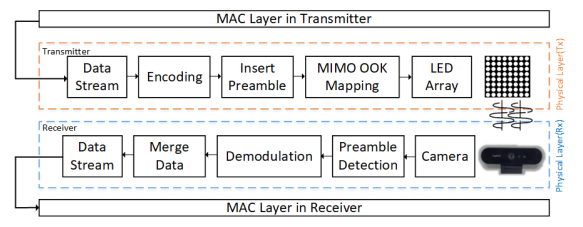 MAC Layer in Transmitter
Transmitter
Data
Stream
Encoding
Insert
Preamble
MIMO OOK
Mapping
LED
Array
Physical Layer(Tx)
Receiver
Data
Stream
Merge
Data
Demodulation
Preamble
Detection
Camera
Physical Layer(Rx)
MAC Layer in Receiver